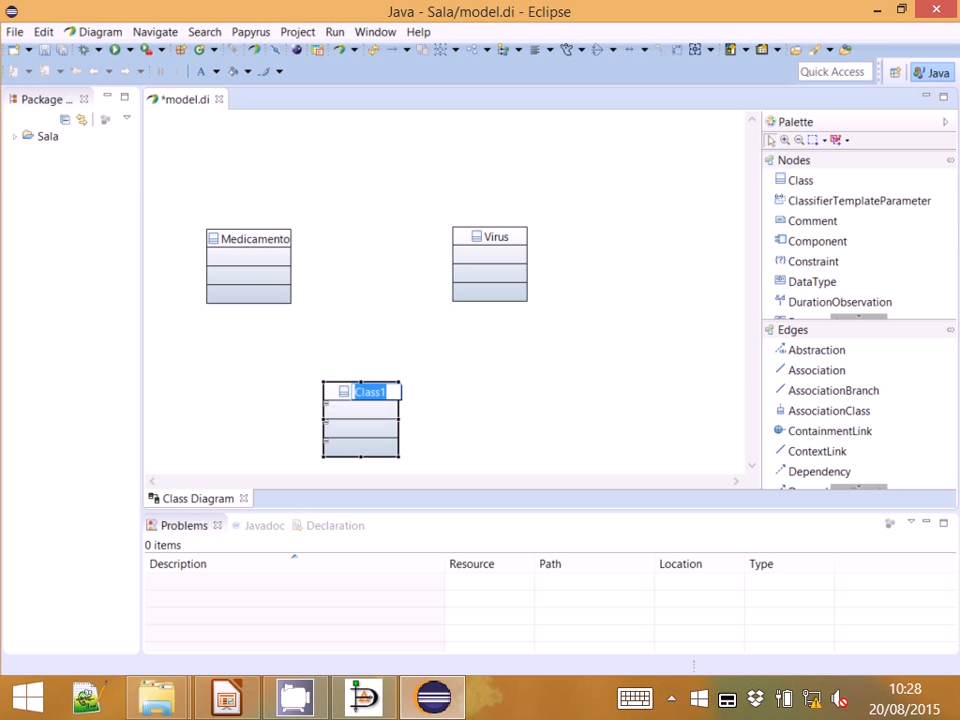 Java - Sala/model.di - Eclipse
File Edit Diagram Navigate Search Papyrus Project Run Window Help
Quick Access Java
Package ...
*model.di
Sala
Palette
Nodes
Class
ClassifierTemplateParameter
Comment
Component
Constraint
DataType
DurationObservation
Edges
Abstraction
Association
AssociationBranch
AssociationClass
ContainmentLink
ContextLink
Dependency
Medicamento
Virus
Class1
Class Diagram
Problems Javadoc Declaration
0 items
Description Resource Path Location Type
10:28
20/08/2015